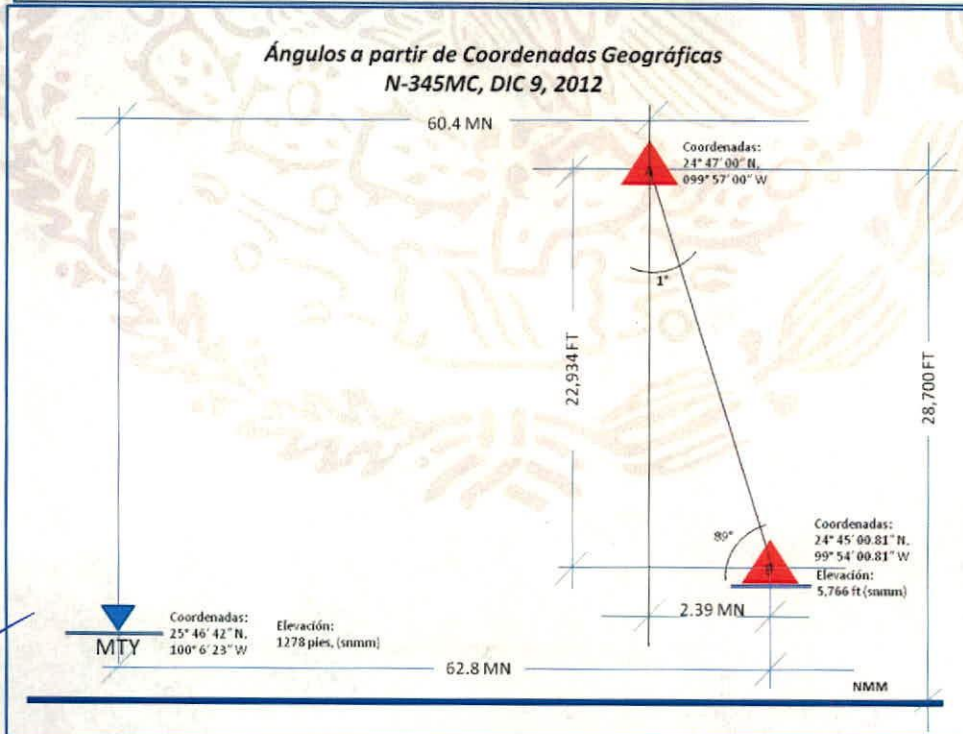 Ángulos a partir de Coordenadas Geográficas
N-345MC, DIC 9, 2012
60.4 MN
Coordenadas:
24° 47´ 00¨ N,
099° 57´ 00¨ W
A
1°
22,934 FT
28,700 FT
89°
Coordenadas:
24° 45´ 00.81¨ N,
99° 54´ 00.81¨ W
Elevación:
5,766 ft (snmm)
2.39 MN
MTY
Coordenadas:
25° 46´ 42¨ N,
100° 6´ 23¨ W
Elevación:
1278 pies, (snmm)
62.8 MN
NMM